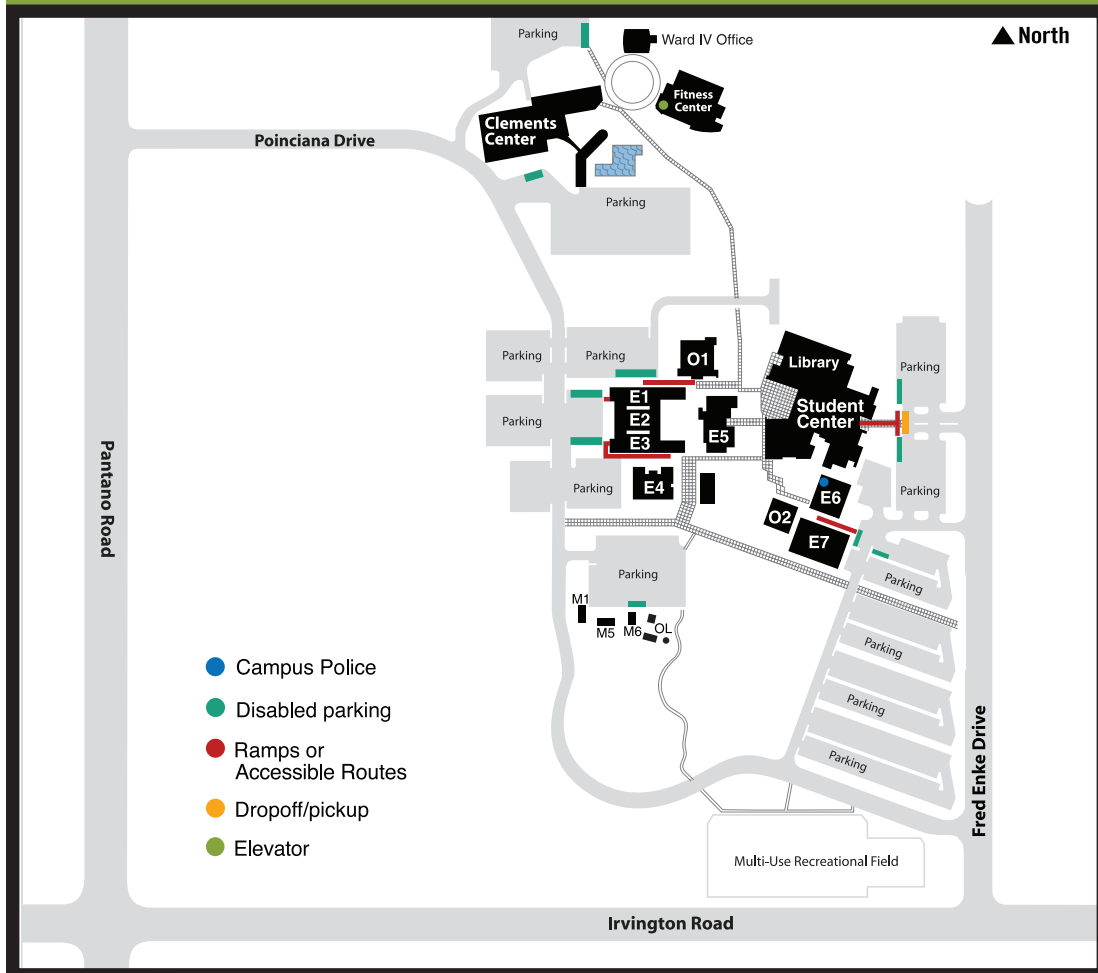 Parking
Ward IV Office
North
Fitness
Center
Clements
Center
Poinciana Drive
Parking
O1
Library
Parking
Parking
Parking
E1
Student
Center
Parking
E2
E5
E3
Pantano Road
Parking
E4
E6
Parking
O2
E7
Parking
Parking
M1
M5
M6
OL
Parking
Campus Police
Disabled parking
Parking
Ramps or
Accessible Routes
Parking
Fred Enke Drive
Dropoff/pickup
Elevator
Multi-Use Recreational Field
Irvington Road